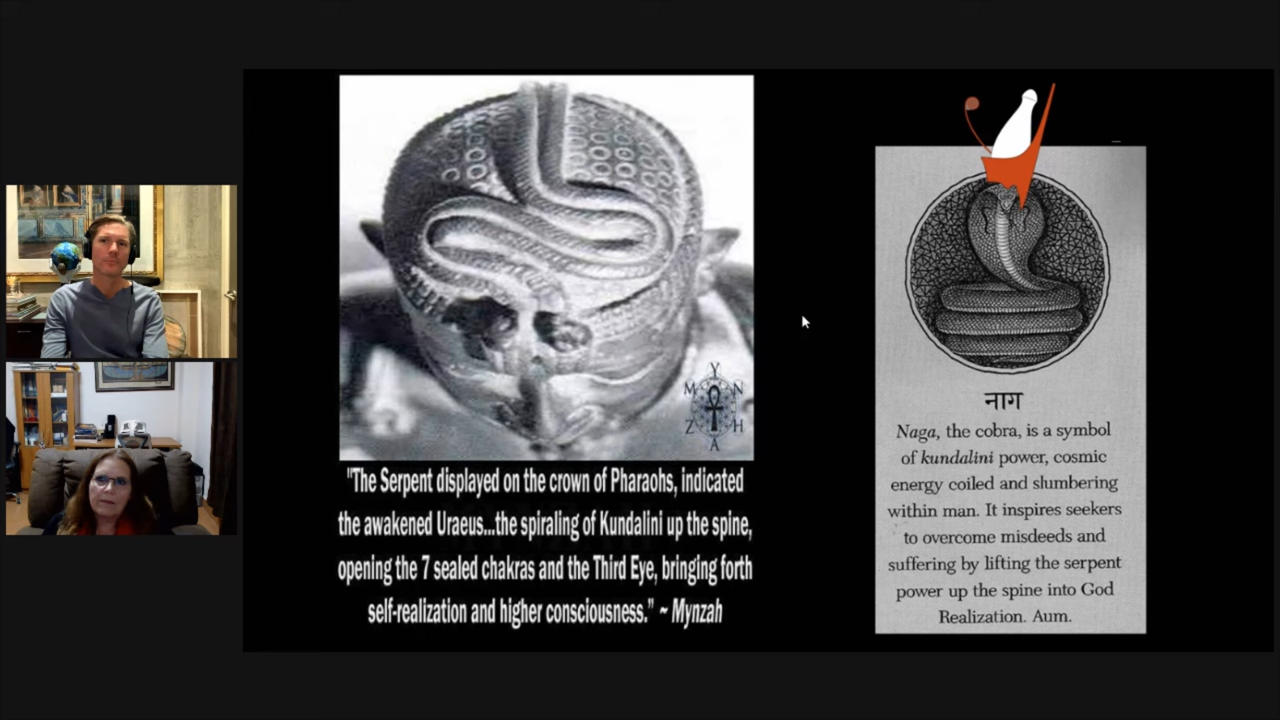 M Y N Z A H
"The Serpent displayed on the crown of Pharaohs, indicated
the awakened Uraeus...the spiraling of Kundalini up the spine,
opening the 7 sealed chakras and the Third Eye, bringing forth
self-realization and higher consciousness." ~ Mynzah
नाग
Naga, the cobra, is a symbol
of kundalini power, cosmic
energy coiled and slumbering
within man. It inspires seekers
to overcome misdeeds and
suffering by lifting the serpent
power up the spine into God
Realization. Aum.